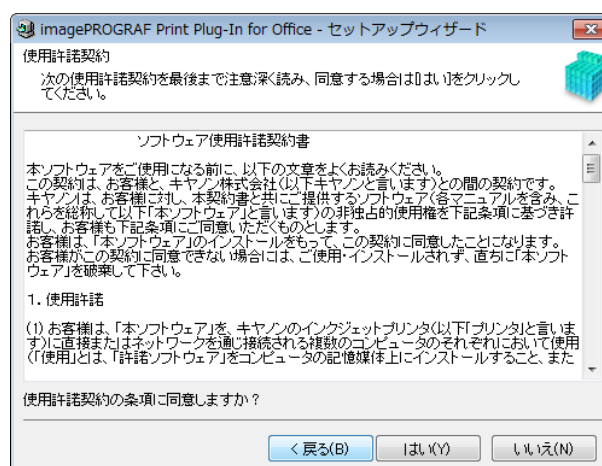 imagePROGRAF Print Plug-In for Office - セットアップウィザード
使用許諾契約
次の使用許諾契約を最後まで注意深く読み、同意する場合は[はい]をクリックし
てください。
ソフトウェア使用許諾契約書
本ソフトウェアをご使用になる前に、以下の文章をよくお読みください。
この契約は、お客様と、キヤノン株式会社(以下キヤノンと言います)との間の契約です。
キヤノンは、お客様に対し、本契約書と共にご提供するソフトウェア(各マニュアルを含み、こ
れらを総称して以下「本ソフトウェア」と言います)の非独占的使用権を下記条項に基づき許
諾し、お客様も下記条項にご同意いただくものとします。
お客様は、「本ソフトウェア」のインストールをもって、この契約に同意したことになります。
お客様がこの契約に同意できない場合には、ご使用・インストールされず、直ちに「本ソフト
ウェア」を破棄して下さい。
1. 使用許諾
(1) お客様は、「本ソフトウェア」を、キヤノンのインクジェットプリンタ(以下「プリンタ」と言いま
す)に直接またはネットワークを通じ接続される複数のコンピュータのそれぞれにおいて使用
(「使用」とは、「許諾ソフトウェア」をコンピュータの記憶媒体上にインストールすること、また
使用許諾契約の条項に同意しますか？
< 戻る(B)
はい(Y)
いいえ(N)